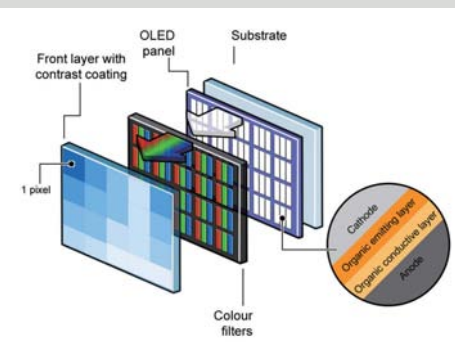 OLED
panel
Substrate
Front layer with
contrast coating
1 pixel
Cathode
Organic emitting layer
Organic conductive layer
Anode
Colour
filters